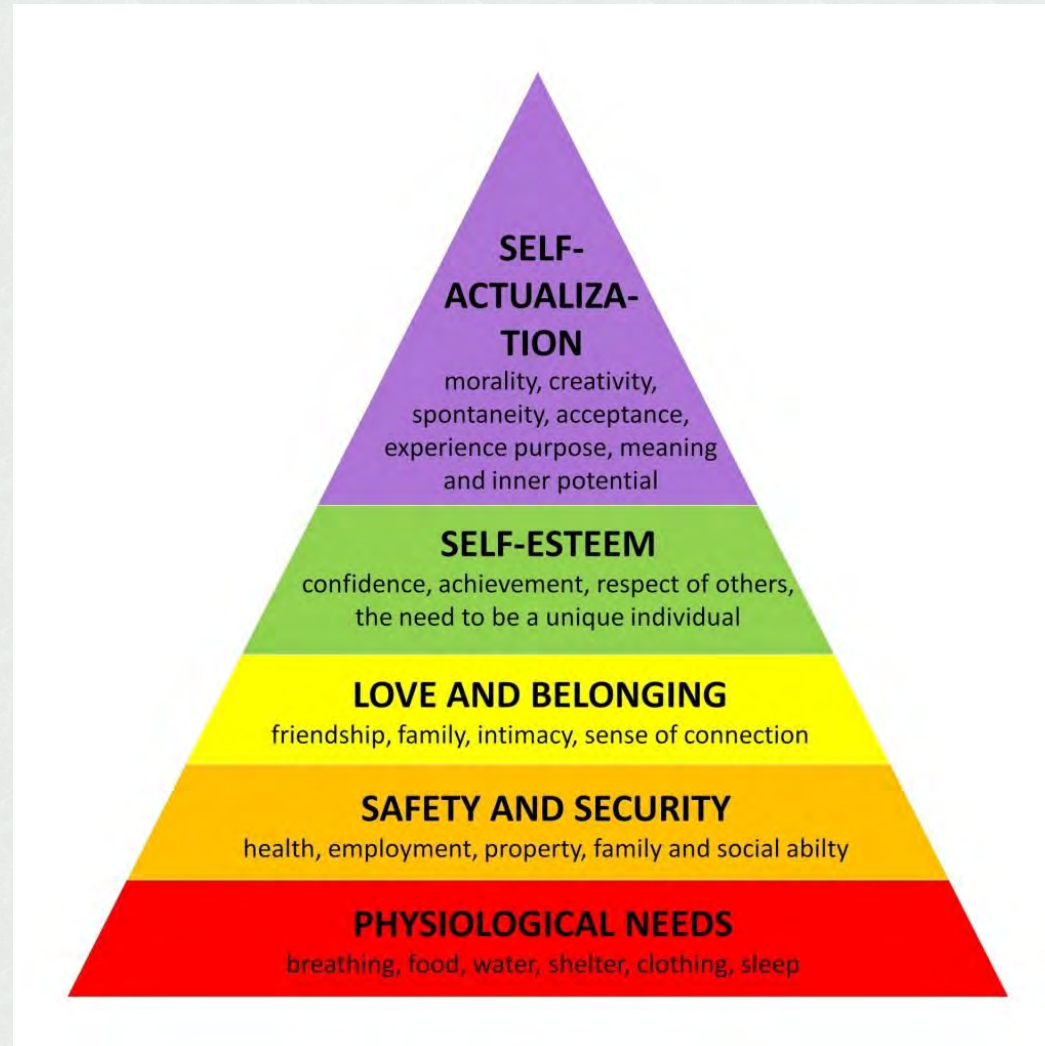 SELF-
ACTUALIZA-
TION
morality, creativity,
spontaneity, acceptance,
experience purpose, meaning
and inner potential
SELF-ESTEEM
confidence, achievement, respect of others,
the need to be a unique individual
LOVE AND BELONGING
friendship, family, intimacy, sense of connection
SAFETY AND SECURITY
health, employment, property, family and social abilty
PHYSIOLOGICAL NEEDS
breathing, food, water, shelter, clothing, sleep